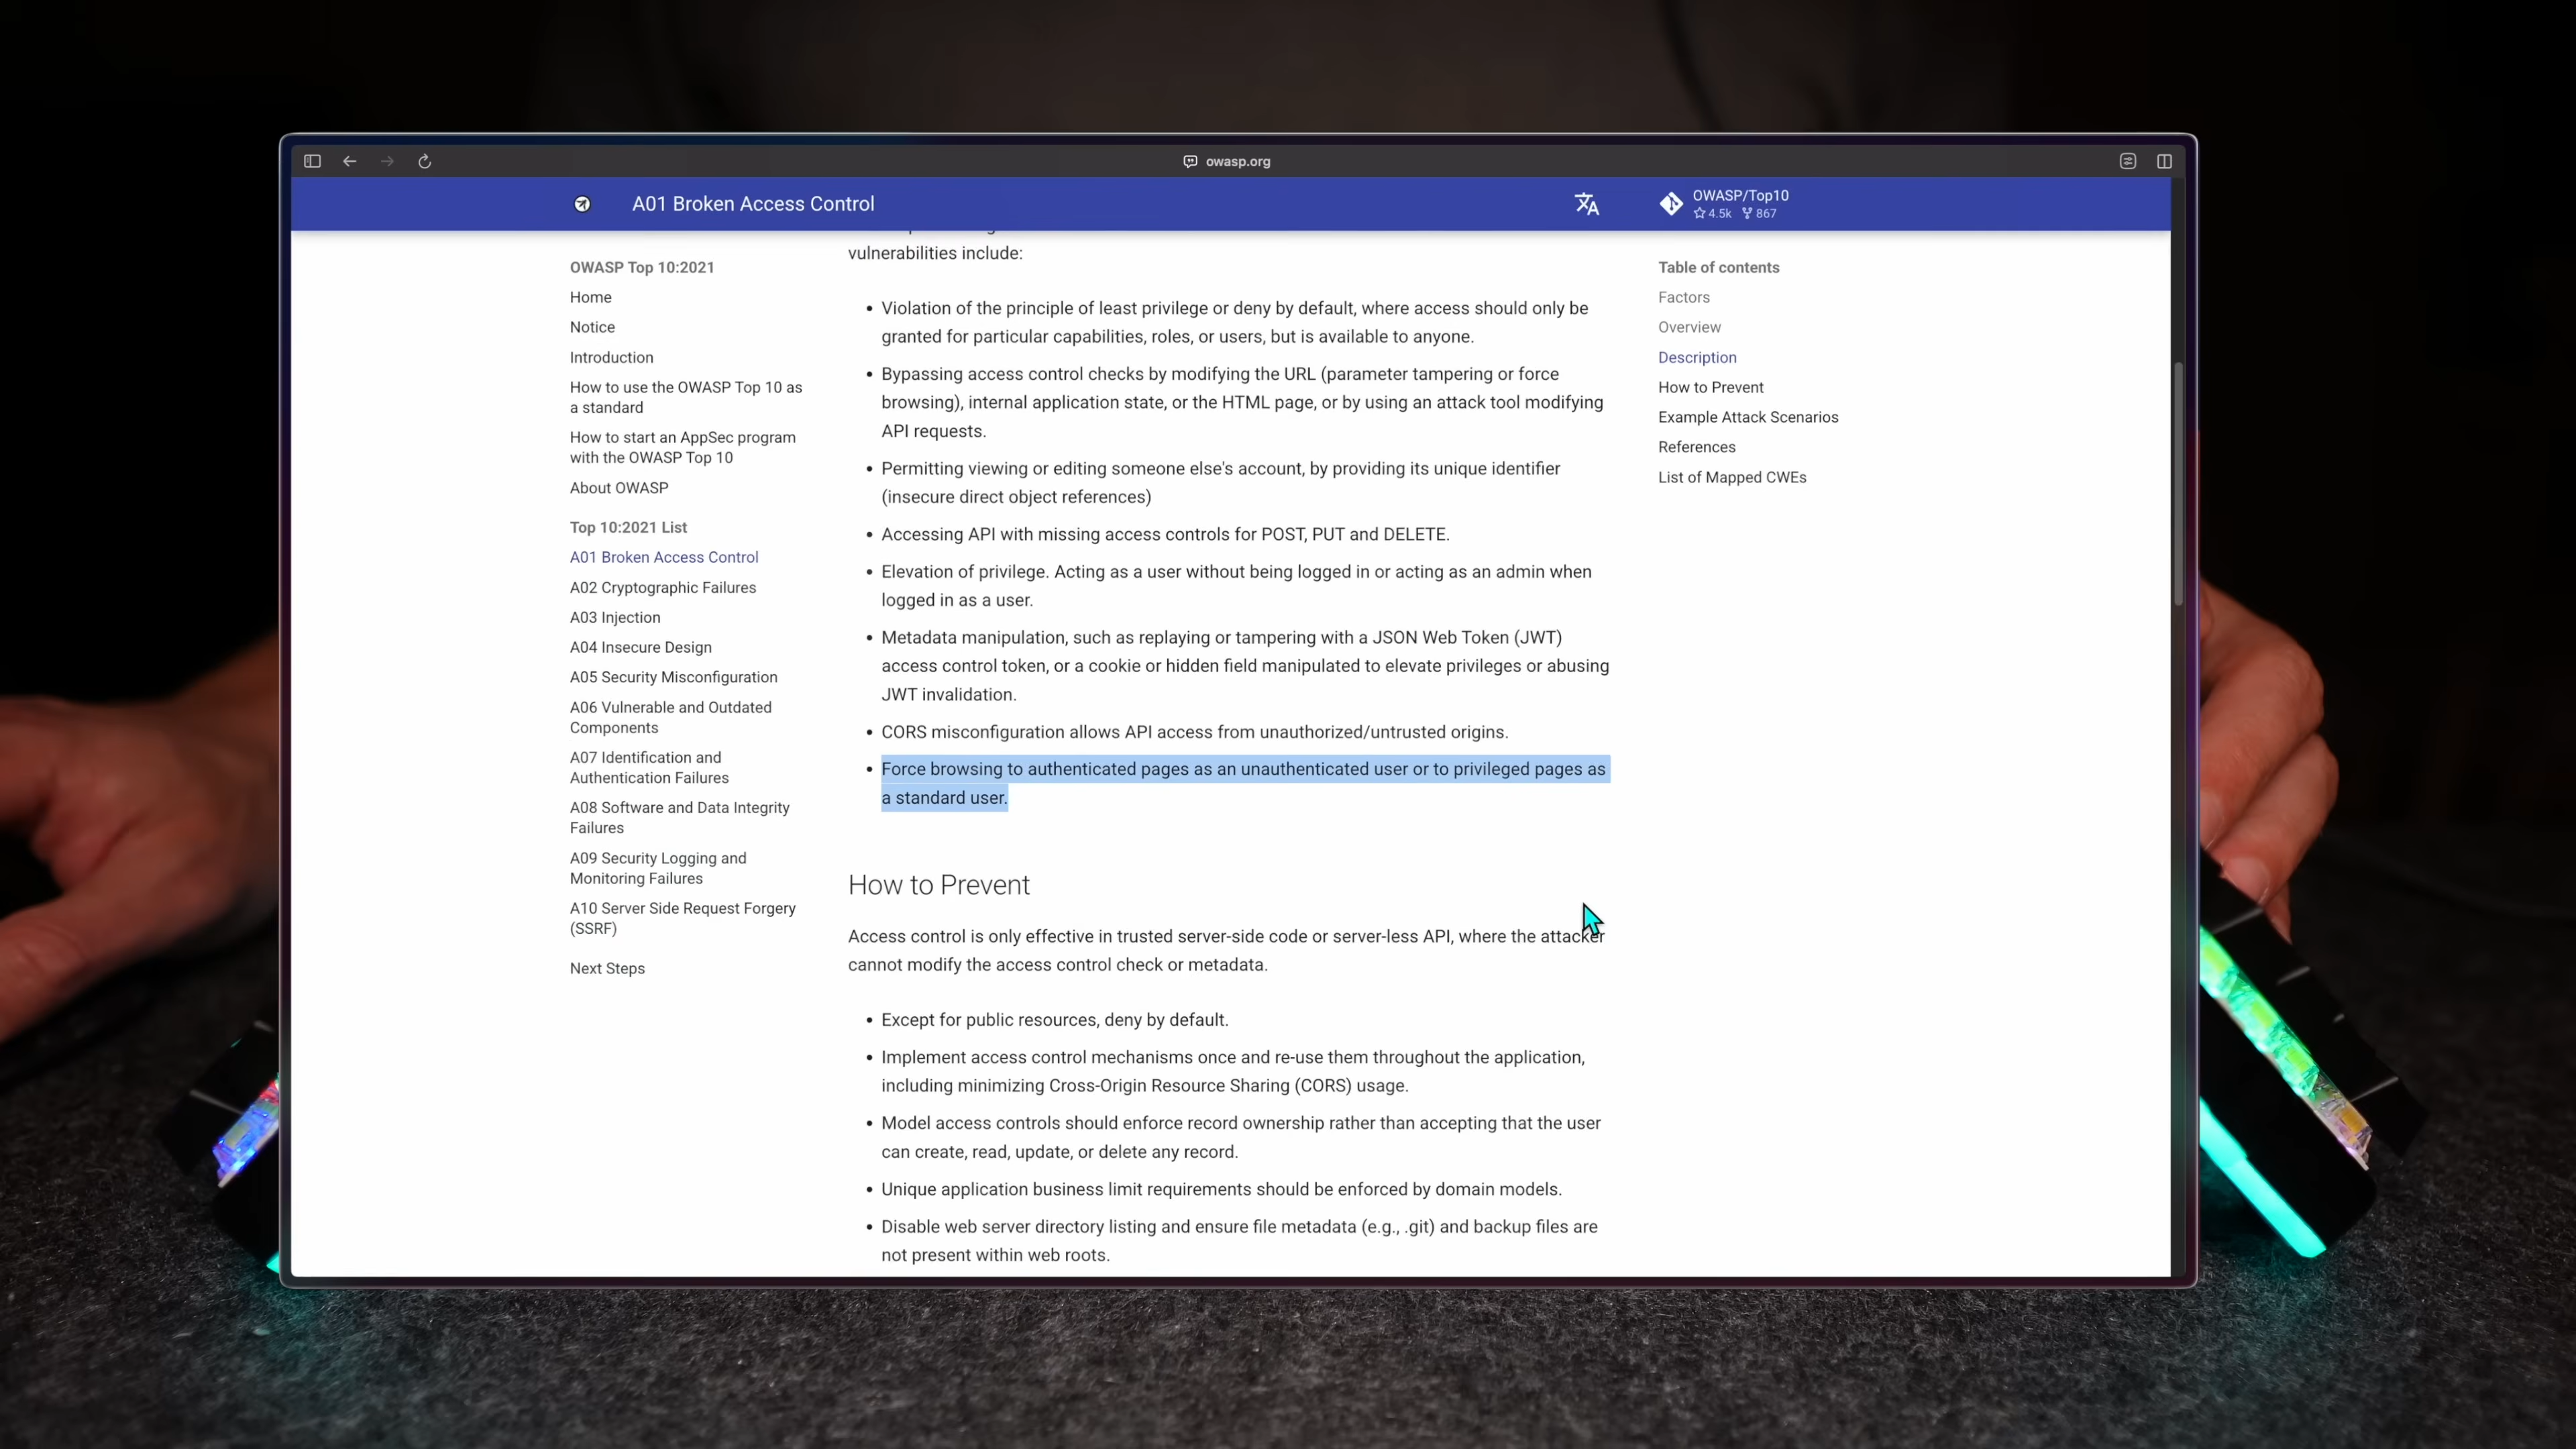 owasp.org
A01 Broken Access Control
OWASP/Top10
4.5k 867
OWASP Top 10:2021
Home
Notice
Introduction
How to use the OWASP Top 10 as
a standard
How to start an AppSec program
with the OWASP Top 10
About OWASP
Top 10:2021 List
A01 Broken Access Control
A02 Cryptographic Failures
A03 Injection
A04 Insecure Design
A05 Security Misconfiguration
A06 Vulnerable and Outdated
Components
A07 Identification and
Authentication Failures
A08 Software and Data Integrity
Failures
A09 Security Logging and
Monitoring Failures
A10 Server Side Request Forgery
(SSRF)
Next Steps
vulnerabilities include:
• Violation of the principle of least privilege or deny by default, where access should only be
granted for particular capabilities, roles, or users, but is available to anyone.
• Bypassing access control checks by modifying the URL (parameter tampering or force
browsing), internal application state, or the HTML page, or by using an attack tool modifying
API requests.
• Permitting viewing or editing someone else's account, by providing its unique identifier
(insecure direct object references)
• Accessing API with missing access controls for POST, PUT and DELETE.
• Elevation of privilege. Acting as a user without being logged in or acting as an admin when
logged in as a user.
• Metadata manipulation, such as replaying or tampering with a JSON Web Token (JWT)
access control token, or a cookie or hidden field manipulated to elevate privileges or abusing
JWT invalidation.
• CORS misconfiguration allows API access from unauthorized/untrusted origins.
• Force browsing to authenticated pages as an unauthenticated user or to privileged pages as
a standard user.
How to Prevent
Access control is only effective in trusted server-side code or server-less API, where the attacker
cannot modify the access control check or metadata.
• Except for public resources, deny by default.
• Implement access control mechanisms once and re-use them throughout the application,
including minimizing Cross-Origin Resource Sharing (CORS) usage.
• Model access controls should enforce record ownership rather than accepting that the user
can create, read, update, or delete any record.
• Unique application business limit requirements should be enforced by domain models.
• Disable web server directory listing and ensure file metadata (e.g., .git) and backup files are
not present within web roots.
Table of contents
Factors
Overview
Description
How to Prevent
Example Attack Scenarios
References
List of Mapped CWEs